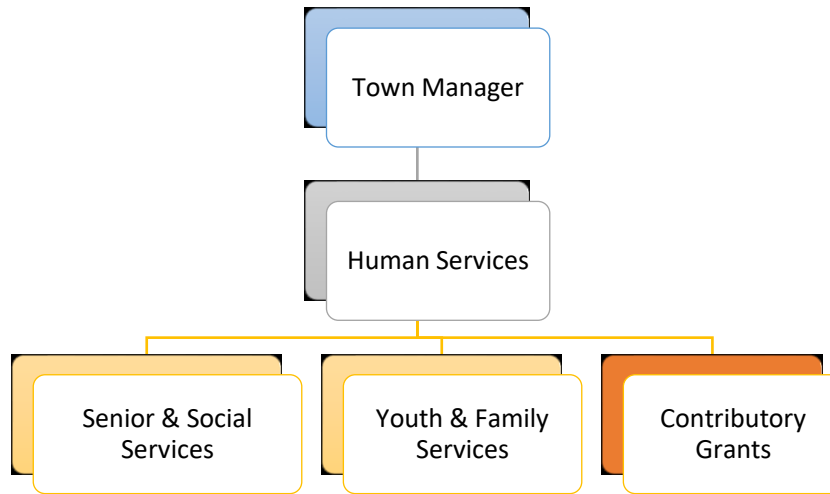 Town Manager
Human Services
Senior & Social
Services
Youth & Family
Services
Contributory
Grants